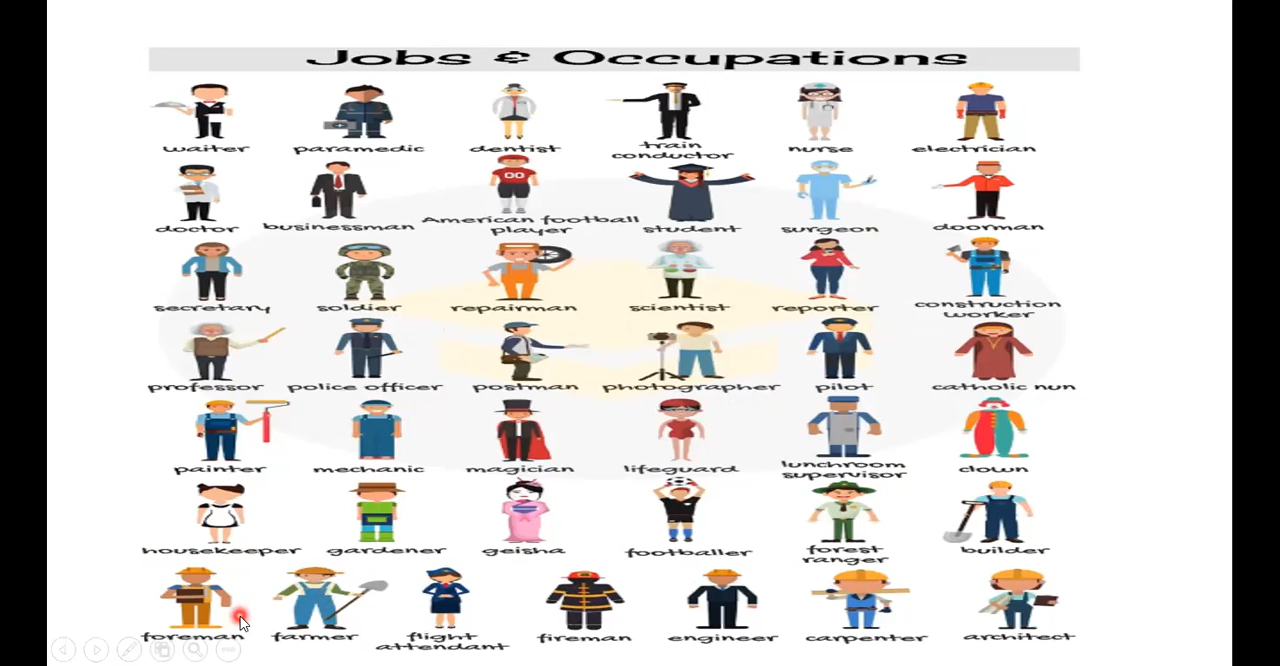 Jobs & Occupations
waiter
paramedic
dentist
train
conductor
nurse
electrician
doctor
businessman
American football
player
student
surgeon
doorman
secretary
soldier
repairman
scientist
reporter
construction
worker
professor
police officer
postman
photographer
pilot
catholic nun
painter
mechanic
magician
lifeguard
lunchroom
supervisor
clown
housekeeper
gardener
geisha
footballer
forest
ranger
builder
foreman
farmer
flight
attendant
fireman
engineer
carpenter
architect
00